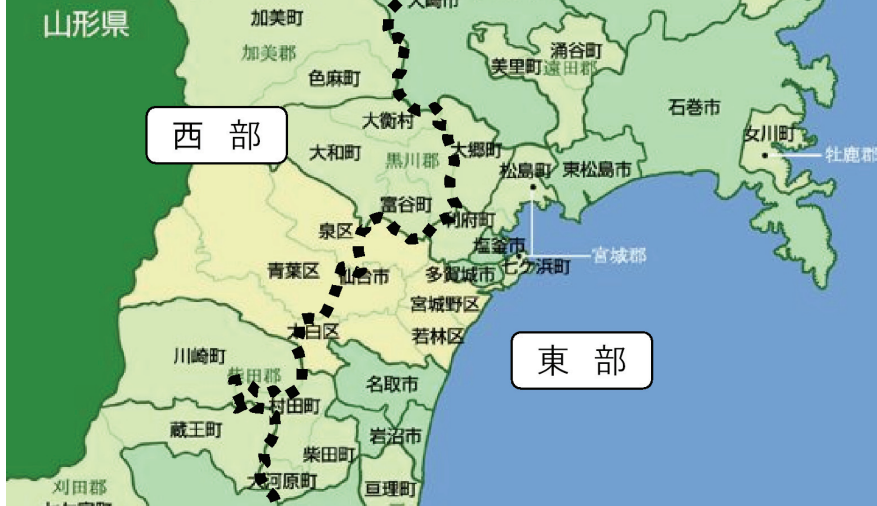 大崎市
加美町
山形県
加美郡
涌谷町
美里町
遠田郡
色麻町
石巻市
大衡村
西 部
女川町
大和町
大郷町
黒川郡
牡鹿郡
松島町
東松島市
富谷町
利府町
泉区
塩釜市
宮城郡
青葉区
仙台市
多賀城市
七ケ浜町
宮城野区
太白区
若林区
川崎町
東 部
柴田郡
名取市
村田町
蔵王町
岩沼市
柴田町
大河原町
刈田郡
亘理町